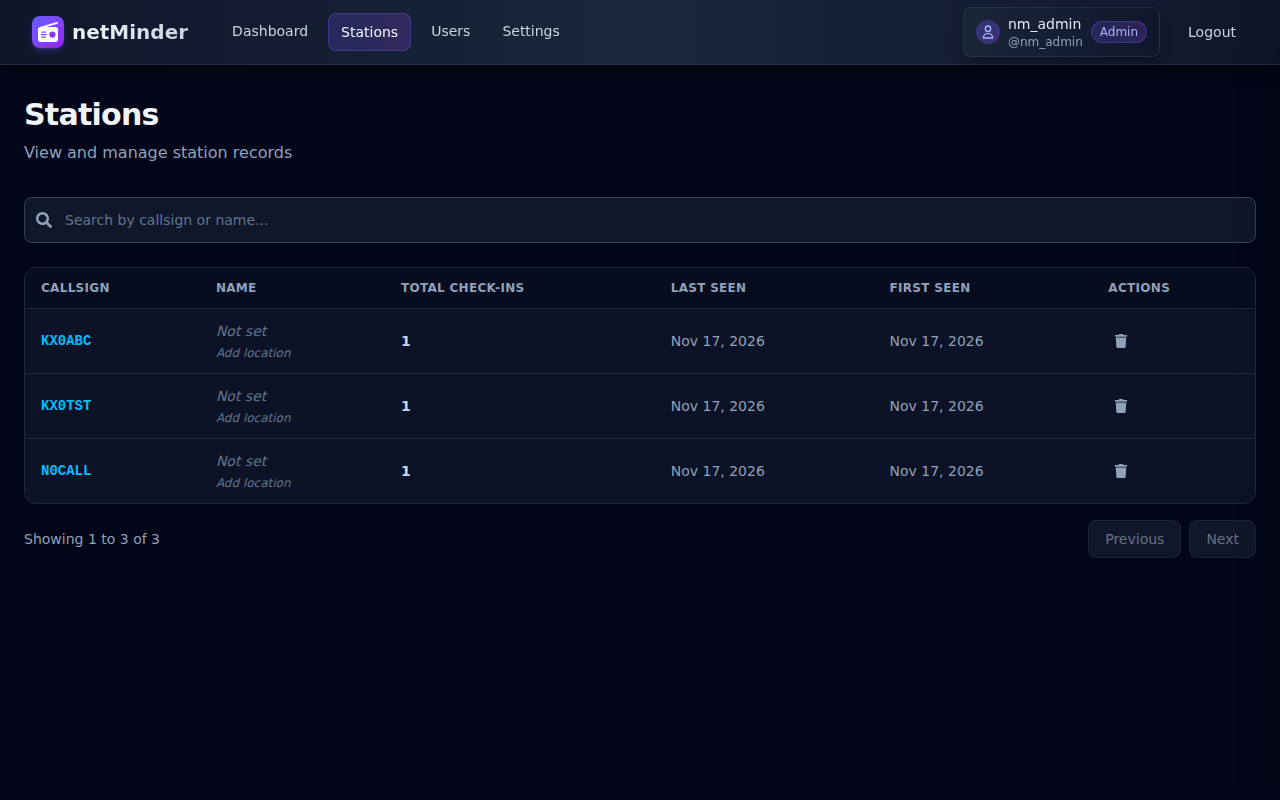 netMinder
Dashboard
Stations
Users
Settings
nm_admin
@nm_admin
Admin
Logout
Stations
View and manage station records
Search by callsign or name...
CALLSIGN NAME TOTAL CHECK-INS LAST SEEN FIRST SEEN ACTIONS
KX0ABC Not set 1 Nov 17, 2026 Nov 17, 2026
Add location
KX0TST Not set 1 Nov 17, 2026 Nov 17, 2026
Add location
N0CALL Not set 1 Nov 17, 2026 Nov 17, 2026
Add location
Showing 1 to 3 of 3
Previous
Next